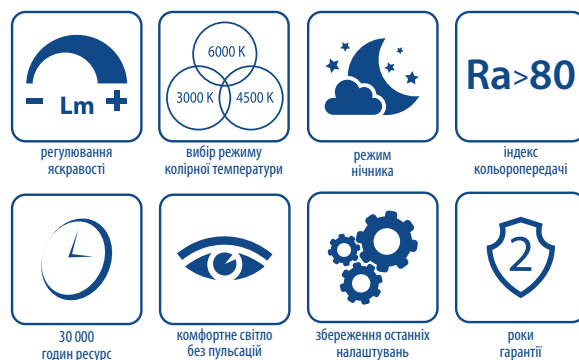 6000 K
3000 K
4500 K
- Lm +
Ra>80
регулювання
яскравості
вибір режиму
колірної температури
режим
нічника
індекс
кольоропередачі
2
30 000
годин ресурс
комфортне світло
без пульсацій
збереження останніх
налаштувань
роки
гарантії